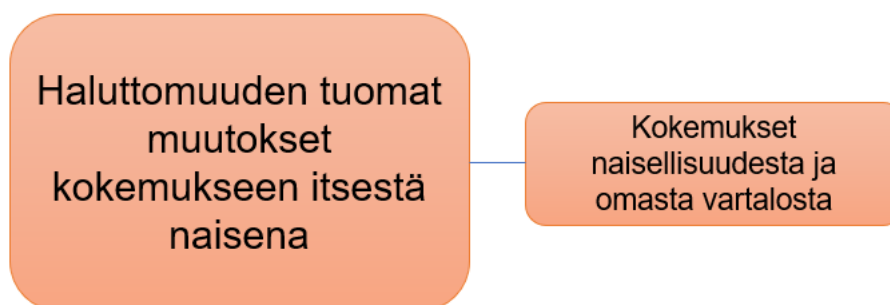 Haluttomuuden tuomat
muutokset
kokemukseen itsestä
naisena
Kokemukset
naisellisuudesta ja
omasta vartalosta